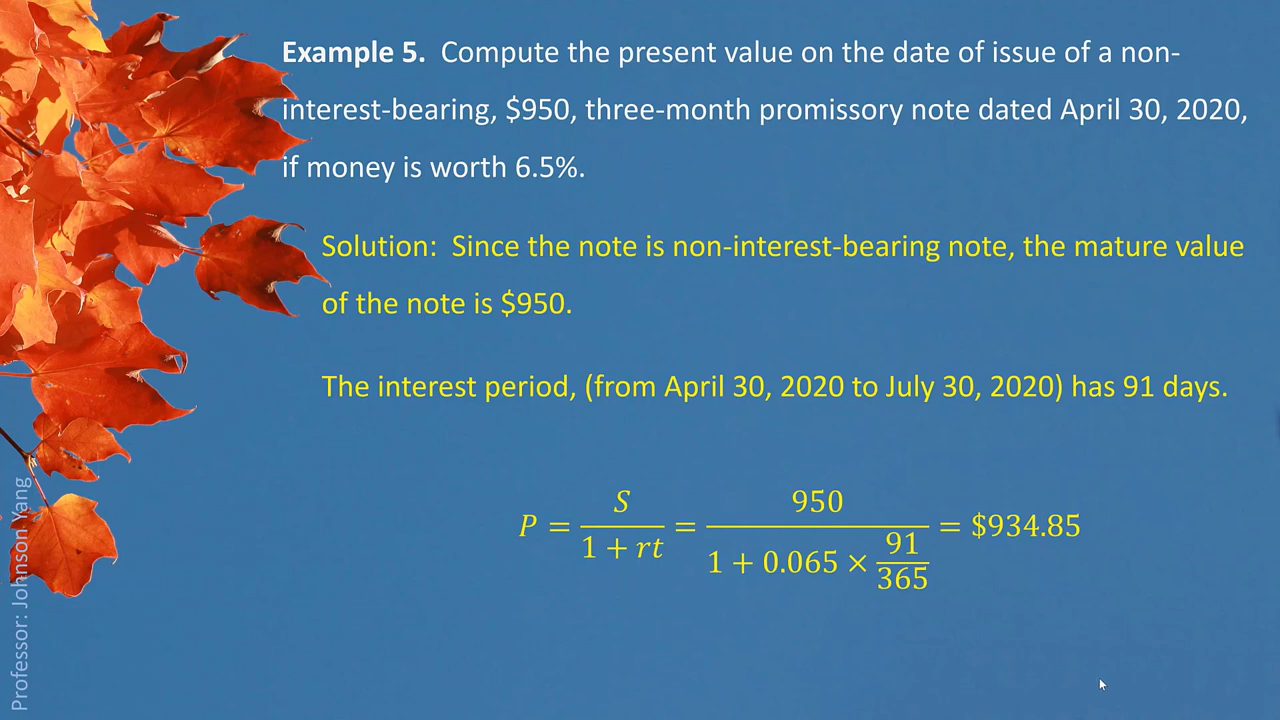 Example 5. Compute the present value on the date of issue of a non-
interest-bearing, $950, three-month promissory note dated April 30, 2020,
if money is worth 6.5%.
Solution: Since the note is non-interest-bearing note, the mature value
of the note is $950.
The interest period, (from April 30, 2020 to July 30, 2020) has 91 days.
P = S / (1 + rt) = 950 / (1 + 0.065 × 91/365) = $934.85
Professor: Johnson Yang